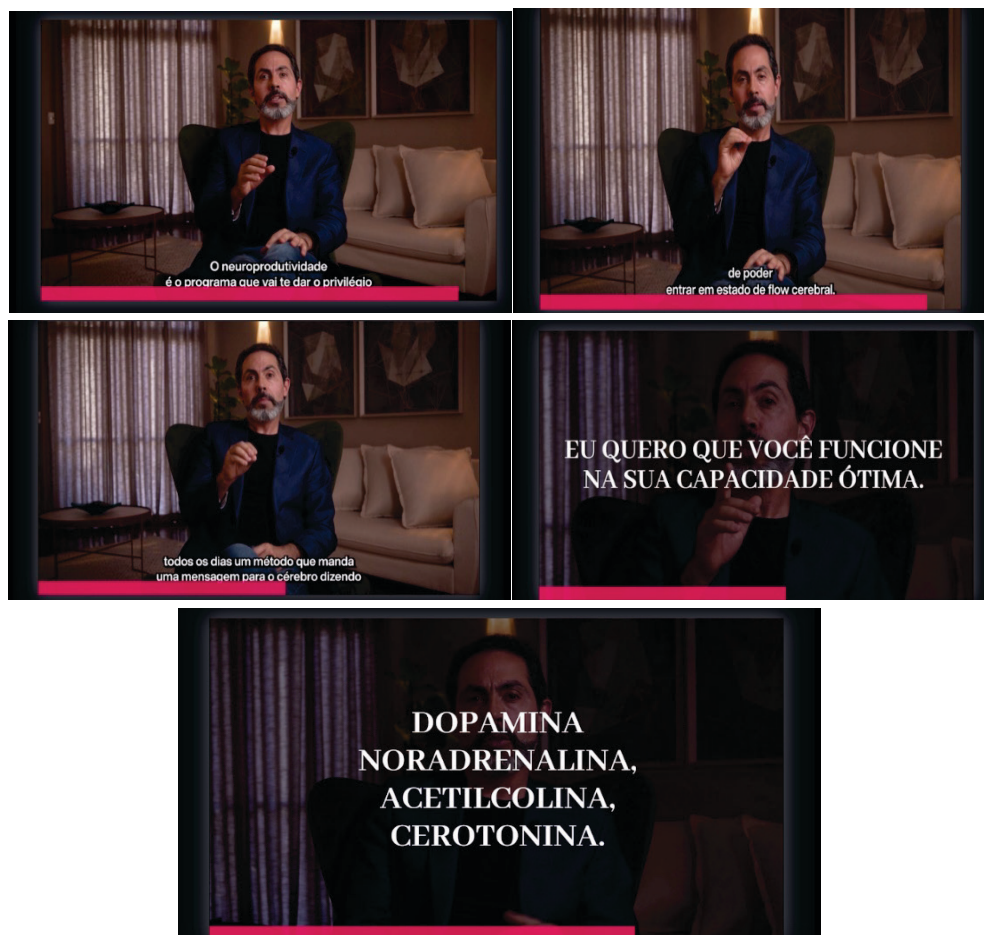 O neuroprodutividade
é o programa que vai te dar o privilégio
de poder
entrar em estado de flow cerebral.
todos os dias um método que manda
uma mensagem para o cérebro dizendo
EU QUERO QUE VOCÊ FUNCIONE
NA SUA CAPACIDADE ÓTIMA.
DOPAMINA
NORADRENALINA,
ACETILCOLINA,
CEROTONINA.